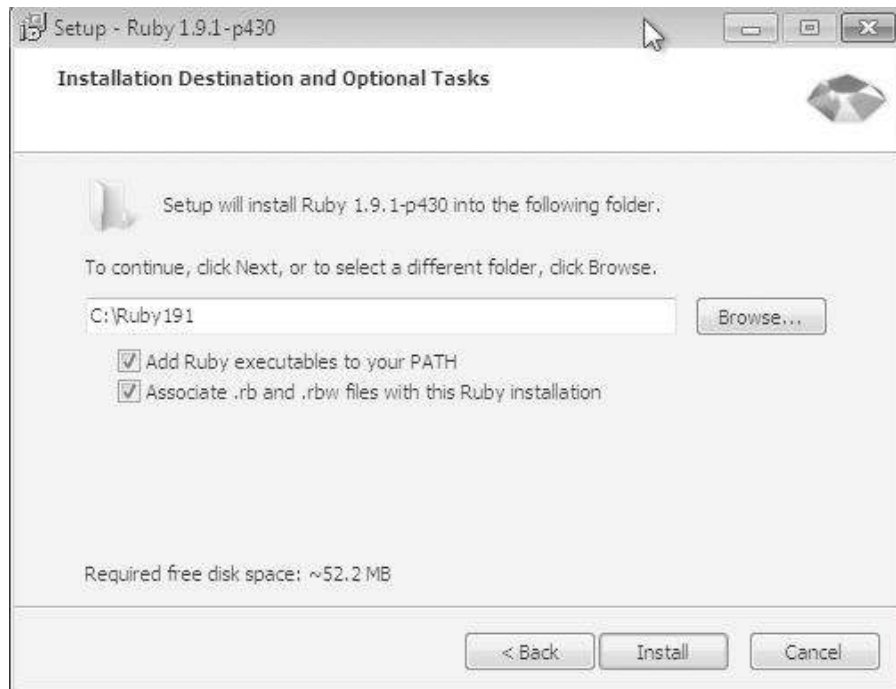 Setup - Ruby 1.9.1-p430
Installation Destination and Optional Tasks
Setup will install Ruby 1.9.1-p430 into the following folder.
To continue, click Next, or to select a different folder, click Browse.
C:\Ruby191
Browse...
Add Ruby executables to your PATH
Associate .rb and .rbw files with this Ruby installation
Required free disk space: ~52.2 MB
< Back
Install
Cancel